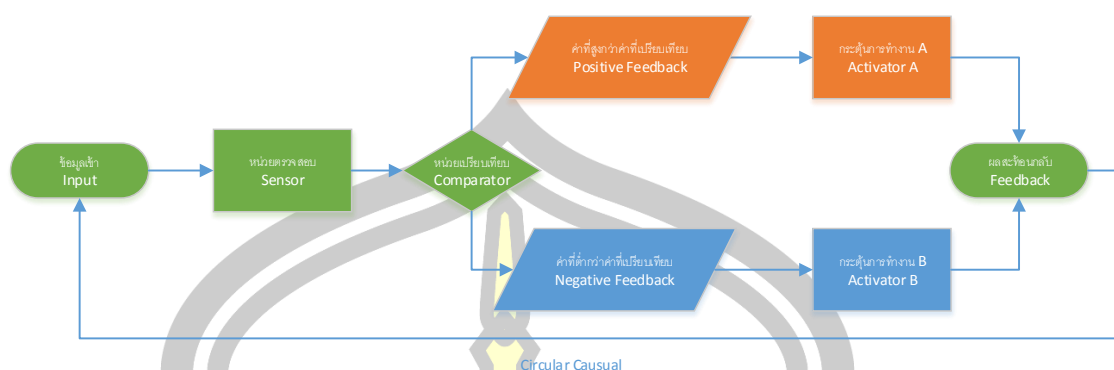 ข้อมูลเข้า
Input
หน่วยตรวจสอบ
Sensor
หน่วยเปรียบเทียบ
Comparator
ค่าที่สูงกว่าค่าที่เปรียบเทียบ
Positive Feedback
กระตุ้นการทำงาน A
Activator A
ค่าที่ต่ำกว่าค่าที่เปรียบเทียบ
Negative Feedback
กระตุ้นการทำงาน B
Activator B
ผลสะท้อนกลับ
Feedback
Circular Causual